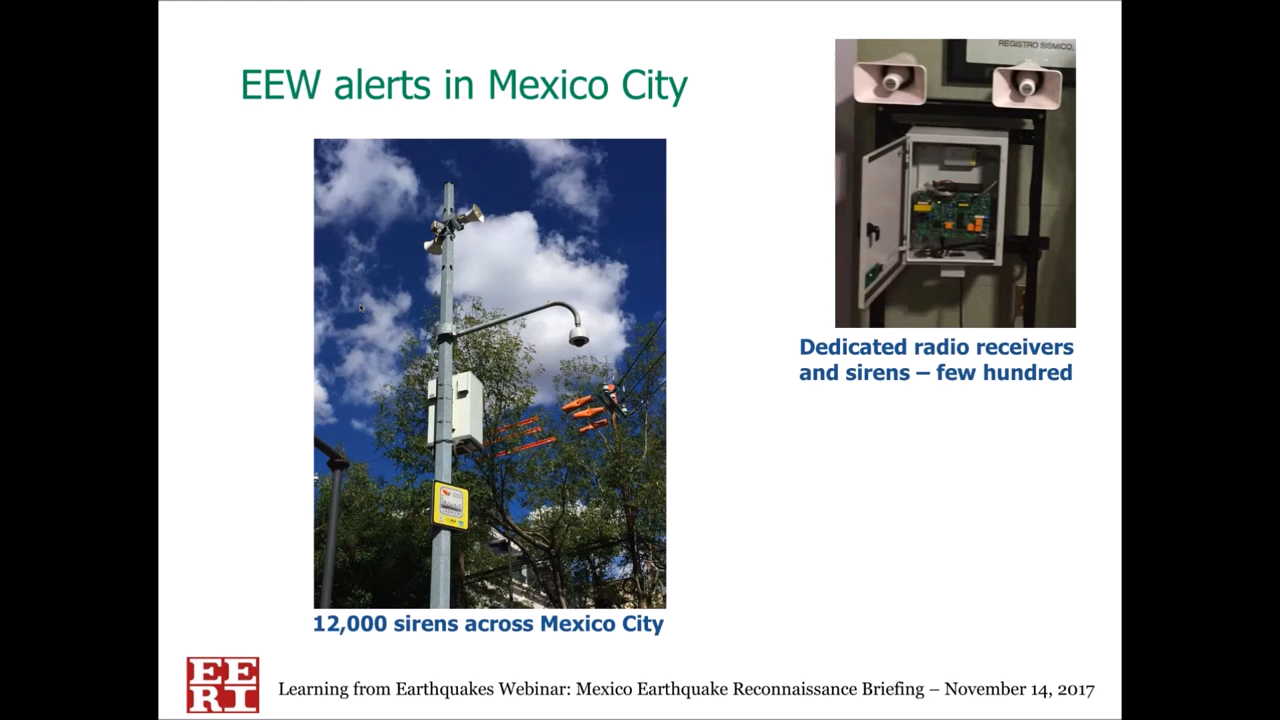 EEW alerts in Mexico City
REGISTRO SISMICO,
Dedicated radio receivers
and sirens – few hundred
12,000 sirens across Mexico City
EE
RI
Learning from Earthquakes Webinar: Mexico Earthquake Reconnaissance Briefing – November 14, 2017